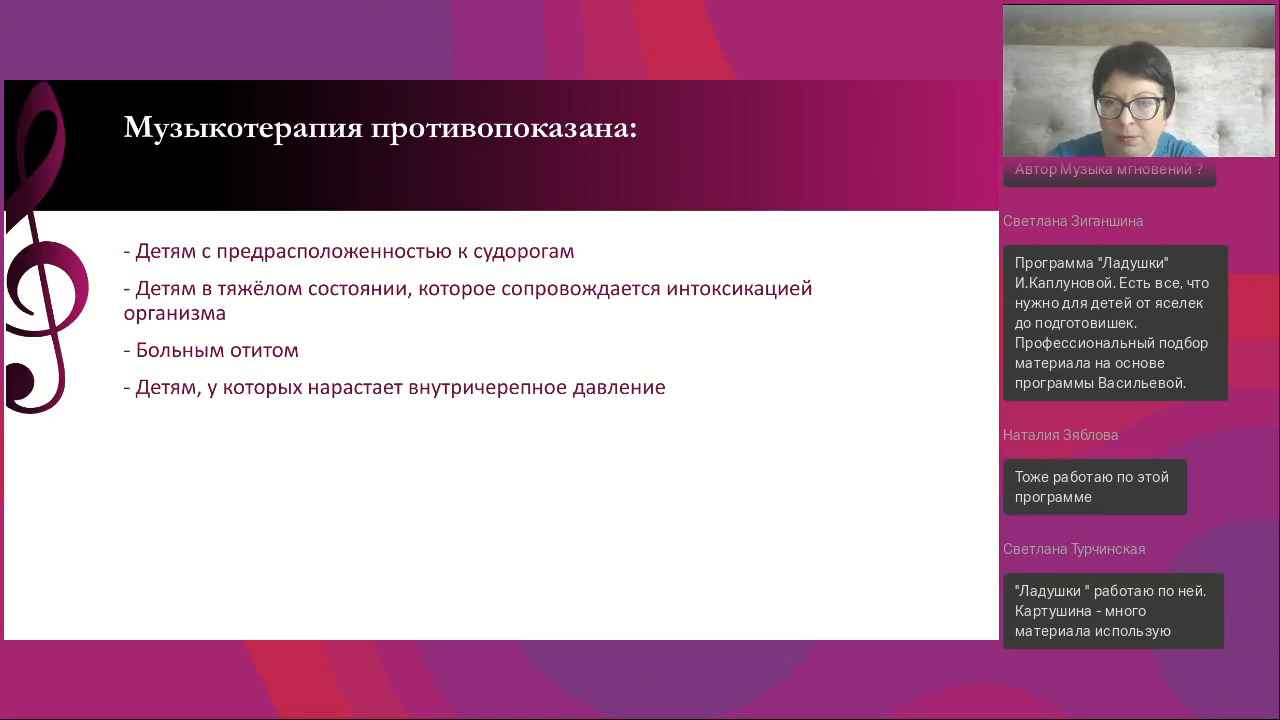 Музыкотерапия противопоказана:
- Детям с предрасположенностью к судорогам
- Детям в тяжёлом состоянии, которое сопровождается интоксикацией
организма
- Больным отитом
- Детям, у которых нарастает внутричерепное давление
Автор Музыка мгновений ?
Светлана Зиганшина
Программа "Ладушки"
И.Каплуновой. Есть все, что
нужно для детей от яселек
до подготовишек.
Профессиональный подбор
материала на основе
программы Васильевой.
Наталия Зяблова
Тоже работаю по этой
программе
Светлана Турчинская
"Ладушки " работаю по ней.
Картушина - много
материала использую